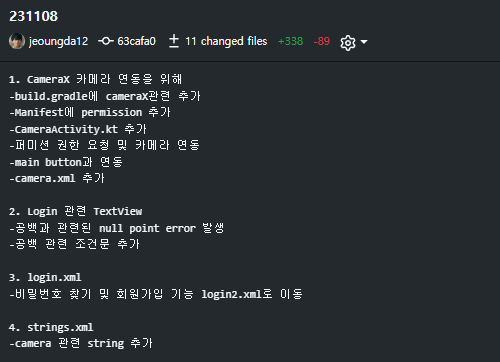 231108
jeoungda12 63cafa0 11 changed files +338 -89
1. CameraX 카메라 연동을 위해
-build.gradle에 cameraX관련 추가
-Manifest에 permission 추가
-CameraActivity.kt 추가
-퍼미션 권한 요청 및 카메라 연동
-main button과 연동
-camera.xml 추가
2. Login 관련 TextView
-공백과 관련된 null point error 발생
-공백 관련 조건문 추가
3. login.xml
-비밀번호 찾기 및 회원가입 기능 login2.xml로 이동
4. strings.xml
-camera 관련 string 추가